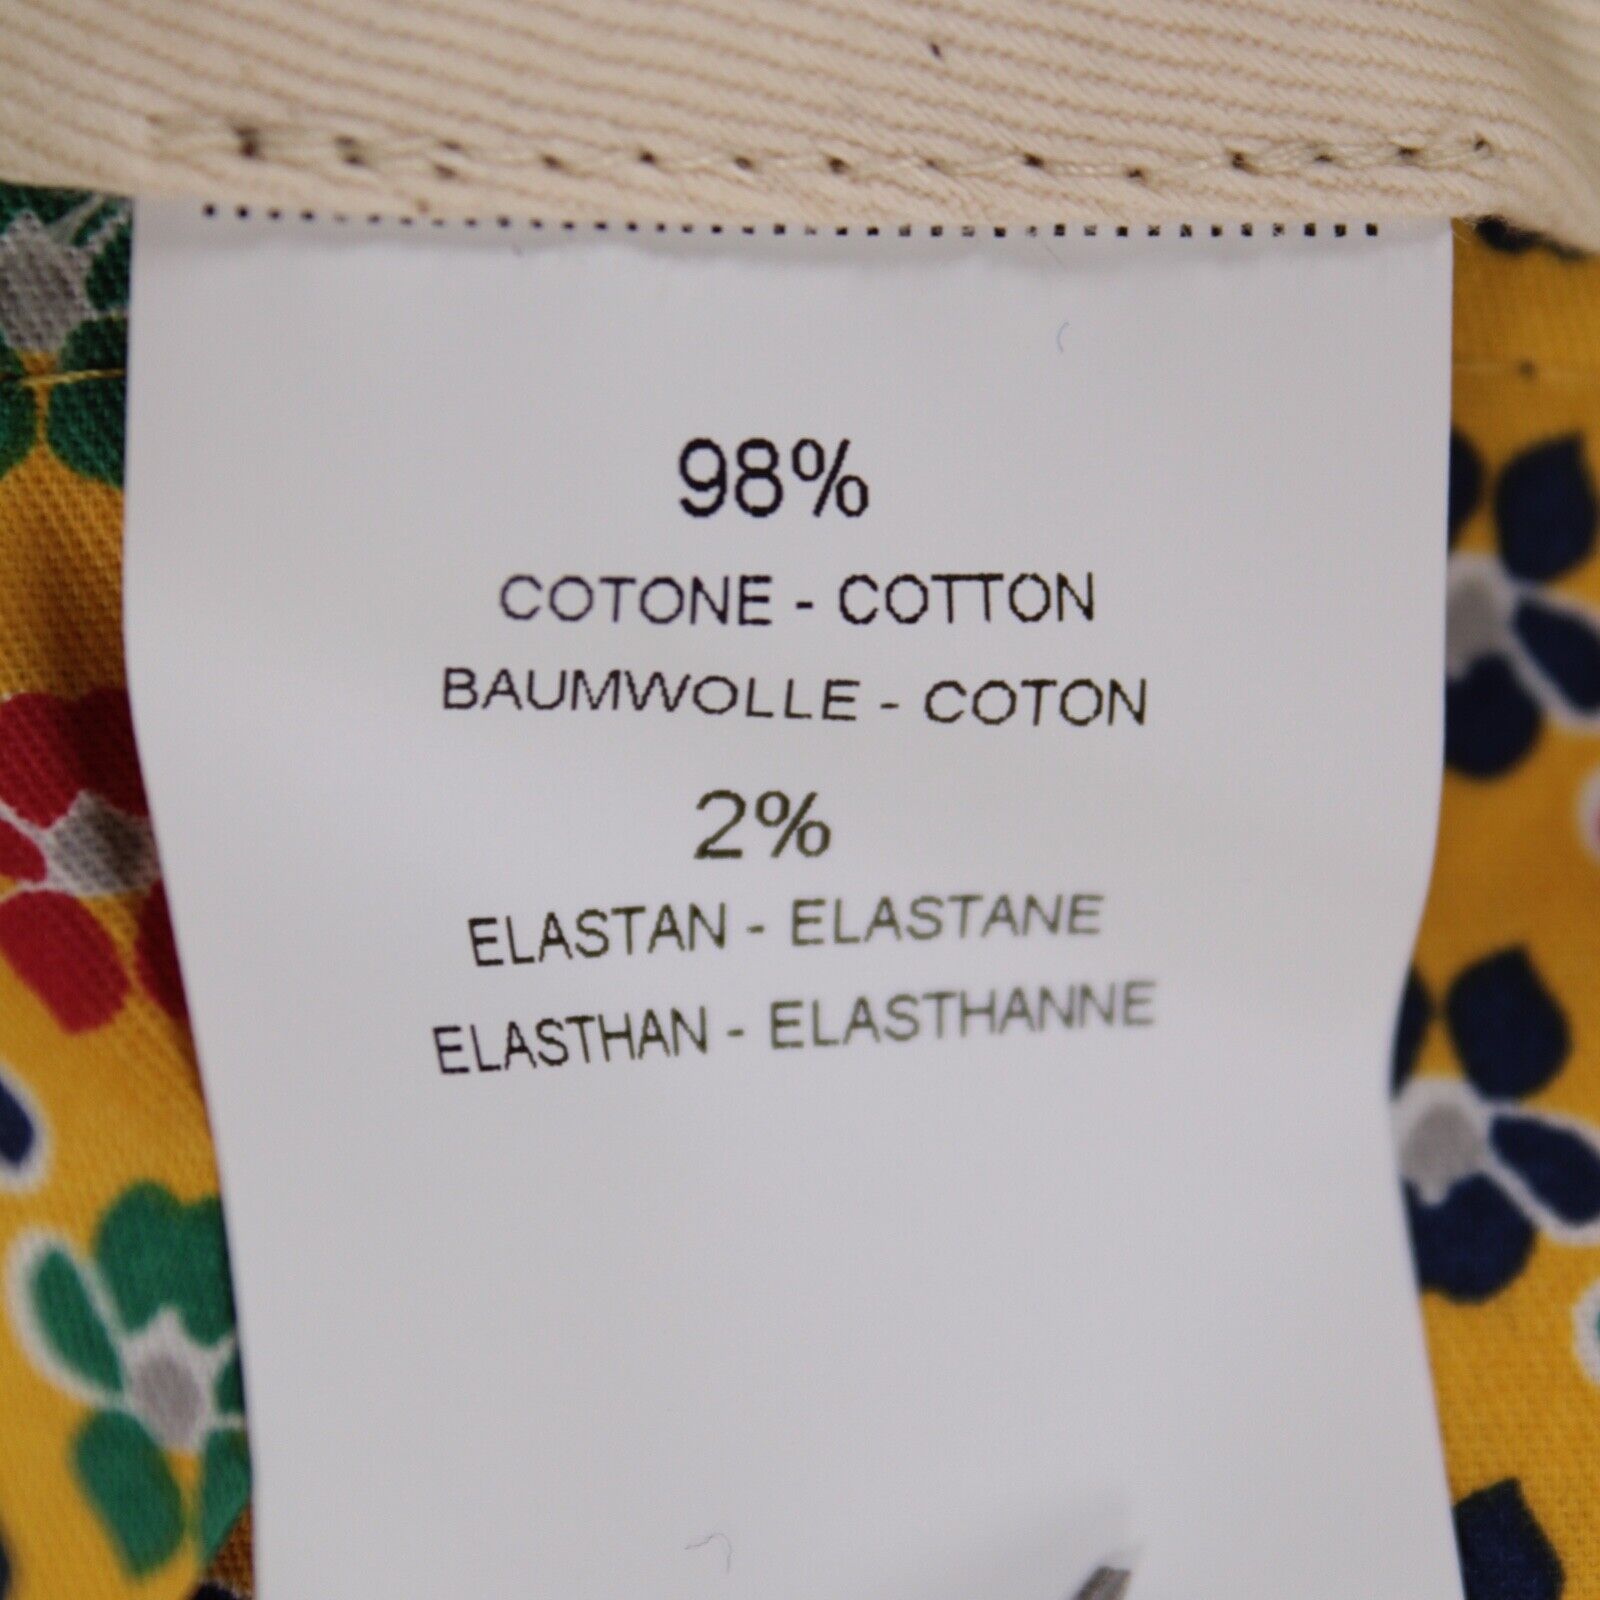 98%
COTONE - COTTON
BAUMWOLLE - COTON
2%
ELASTAN - ELASTANE
ELASTHAN - ELASTHANNE